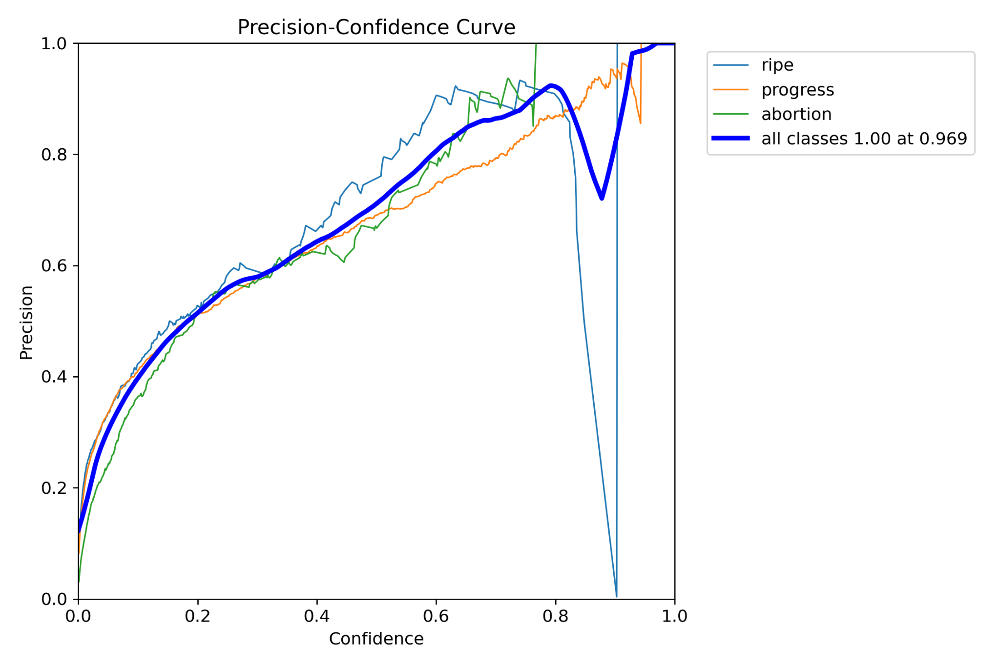 Precision-Confidence Curve
1.0
0.8
0.6
0.4
0.2
0.0
Precision
0.0 0.2 0.4 0.6 0.8 1.0
Confidence
ripe
progress
abortion
all classes 1.00 at 0.969